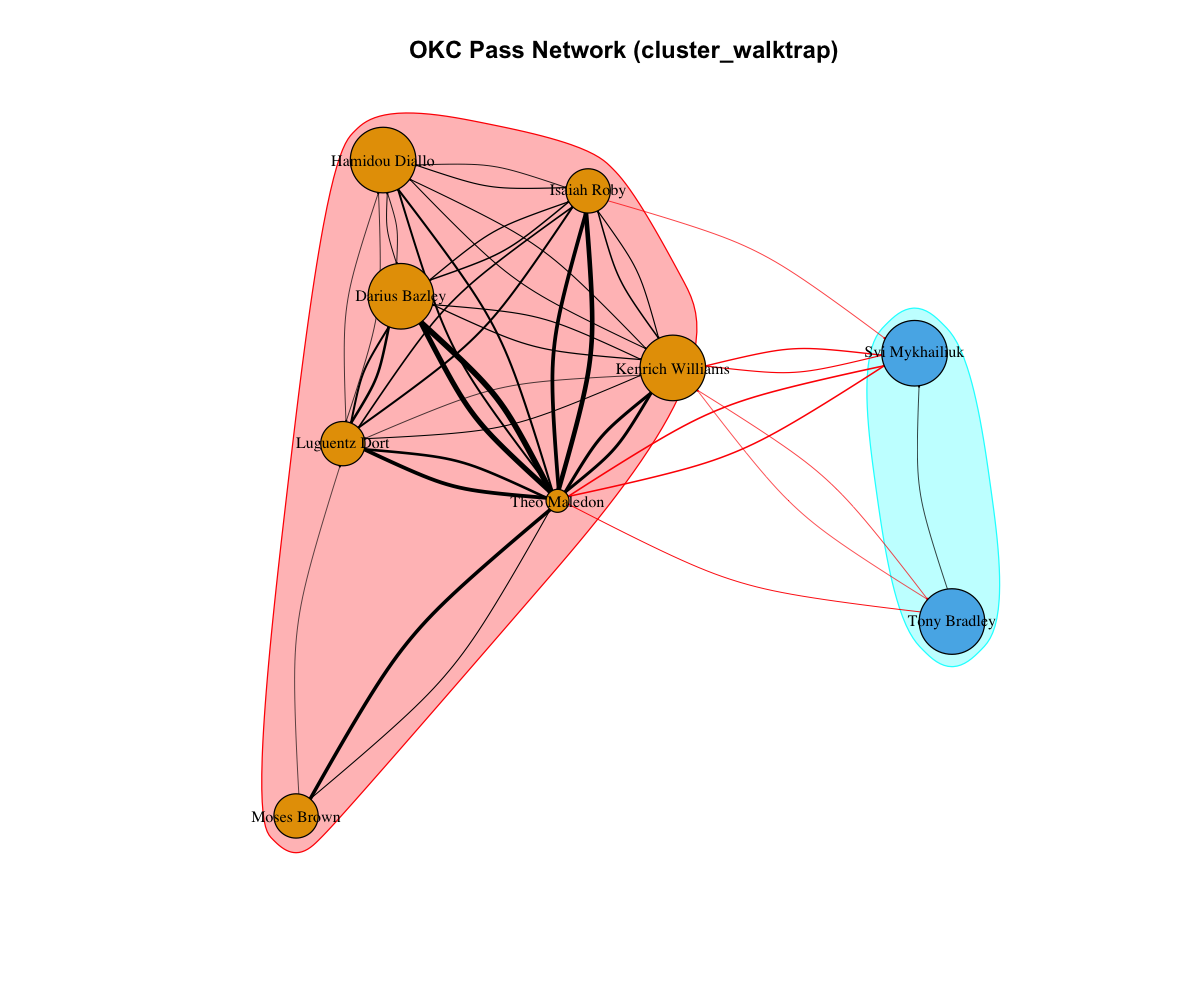 OKC Pass Network (cluster_walktrap)
Hamidou Diallo
Isaiah Roby
Darius Bazley
Svi Mykhailiuk
Kenrich Williams
Luguentz Dort
Theo Maledon
Tony Bradley
Moses Brown